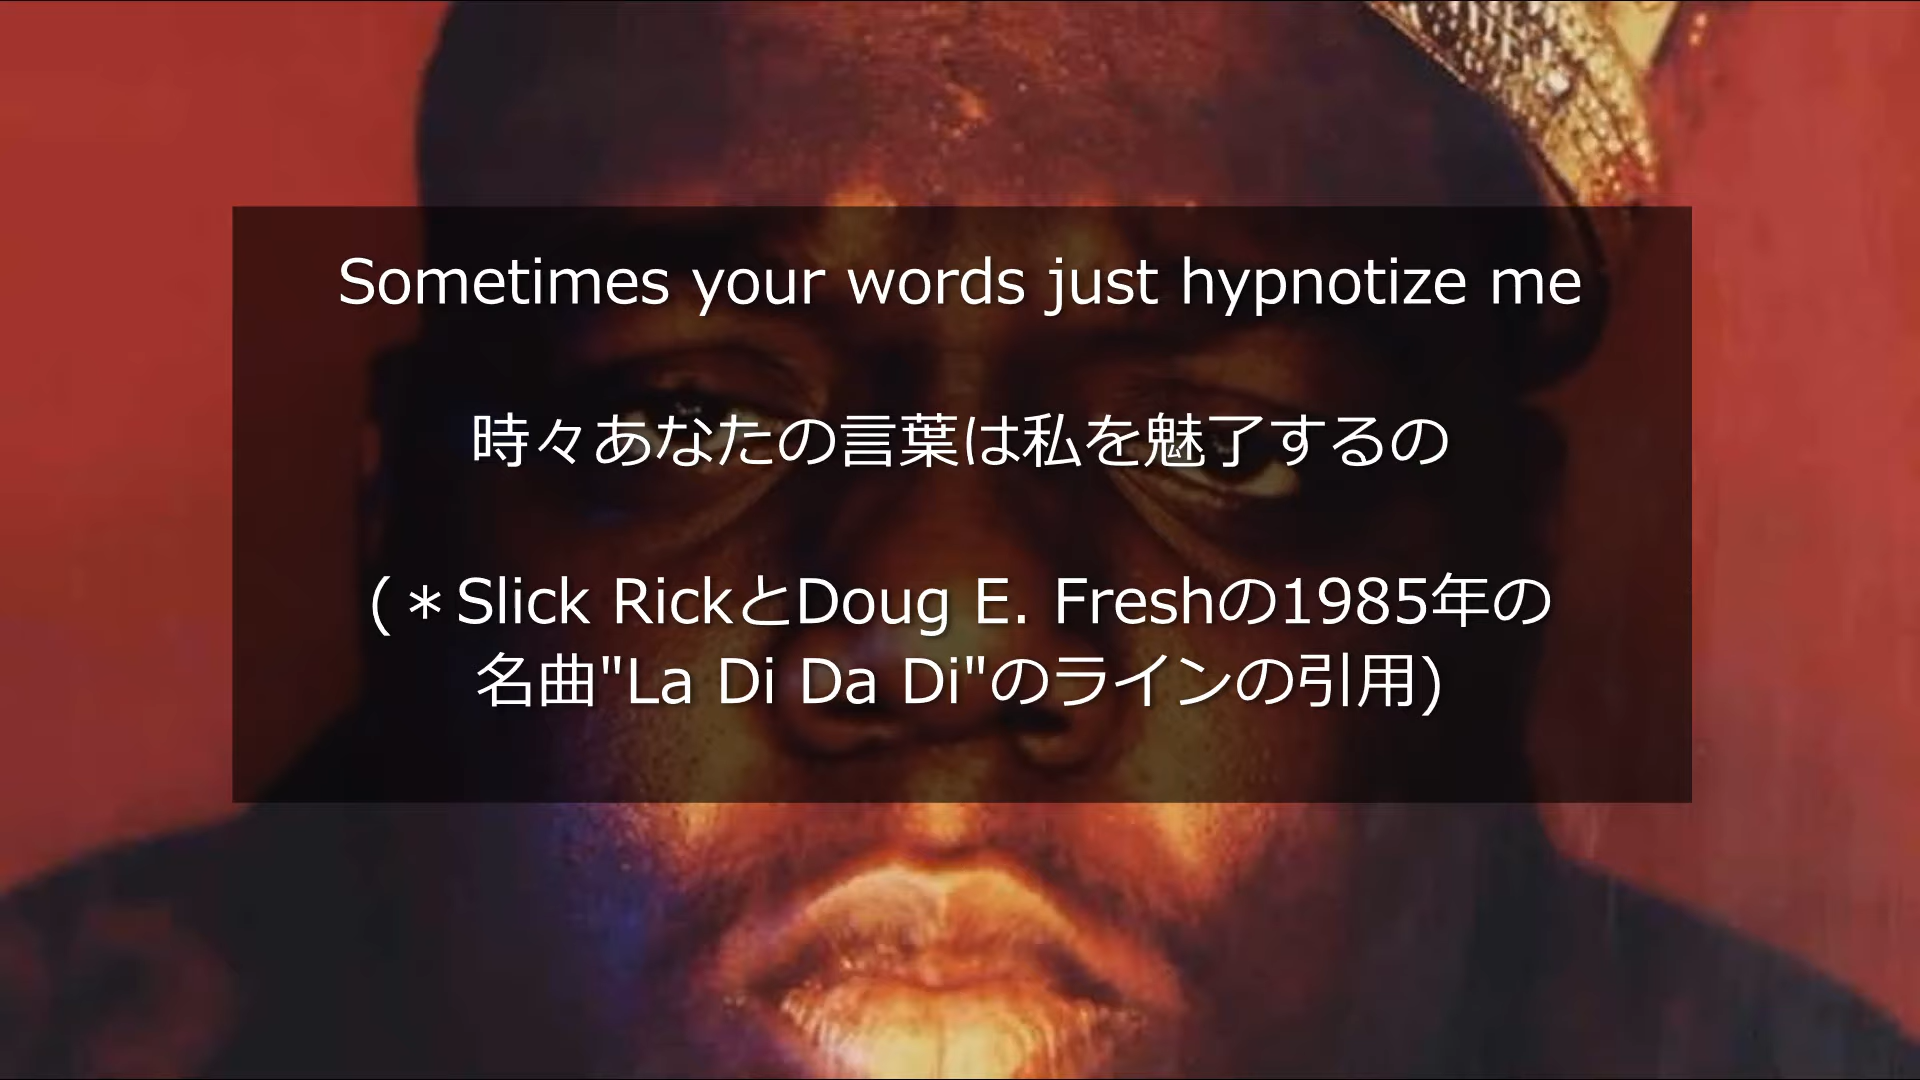 Sometimes your words just hypnotize me
時々あなたの言葉は私を魅了するの
(＊Slick RickとDoug E. Freshの1985年の
名曲"La Di Da Di"のラインの引用)